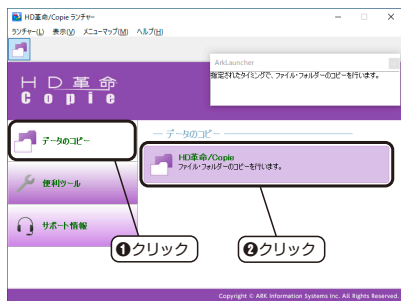 HD革命/Copie ランチャー
ランチャー(L) 表示(V) メニューマップ(M) ヘルプ(H)
ArkLauncher
指定されたタイミングで、ファイル・フォルダーのコピーを行います。
HD革命
Copie
データのコピー
便利ツール
サポート情報
データのコピー
HD革命/Copie
ファイル・フォルダーのコピーを行います。
❶クリック
❷クリック
Copyright © ARK Information Systems Inc. All Rights Reserved.